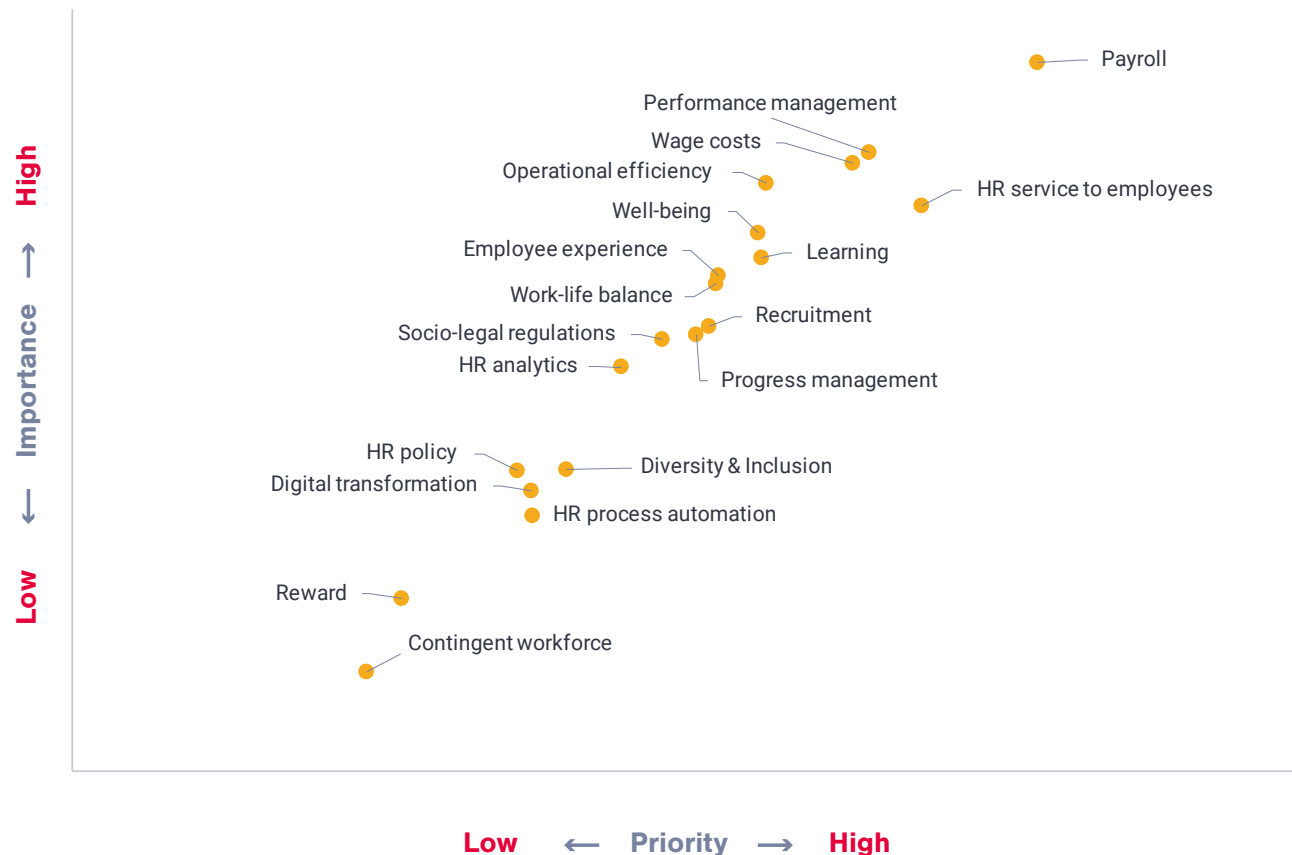 Payroll
Performance management
Wage costs
Operational efficiency
HR service to employees
Well-being
Employee experience
Learning
Work-life balance
Recruitment
Socio-legal regulations
HR analytics
Progress management
HR policy
Diversity & Inclusion
Digital transformation
HR process automation
Reward
Contingent workforce
Low ← Importance → High
Low ← Priority → High